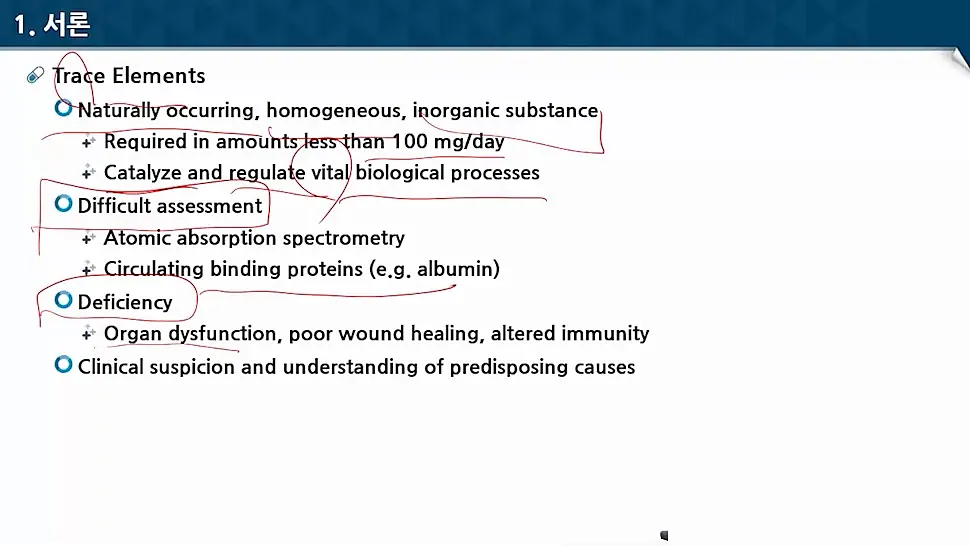 1. 서론
Trace Elements
Naturally occurring, homogeneous, inorganic substance
Required in amounts less than 100 mg/day
Catalyze and regulate vital biological processes
Difficult assessment
Atomic absorption spectrometry
Circulating binding proteins (e.g. albumin)
Deficiency
Organ dysfunction, poor wound healing, altered immunity
Clinical suspicion and understanding of predisposing causes